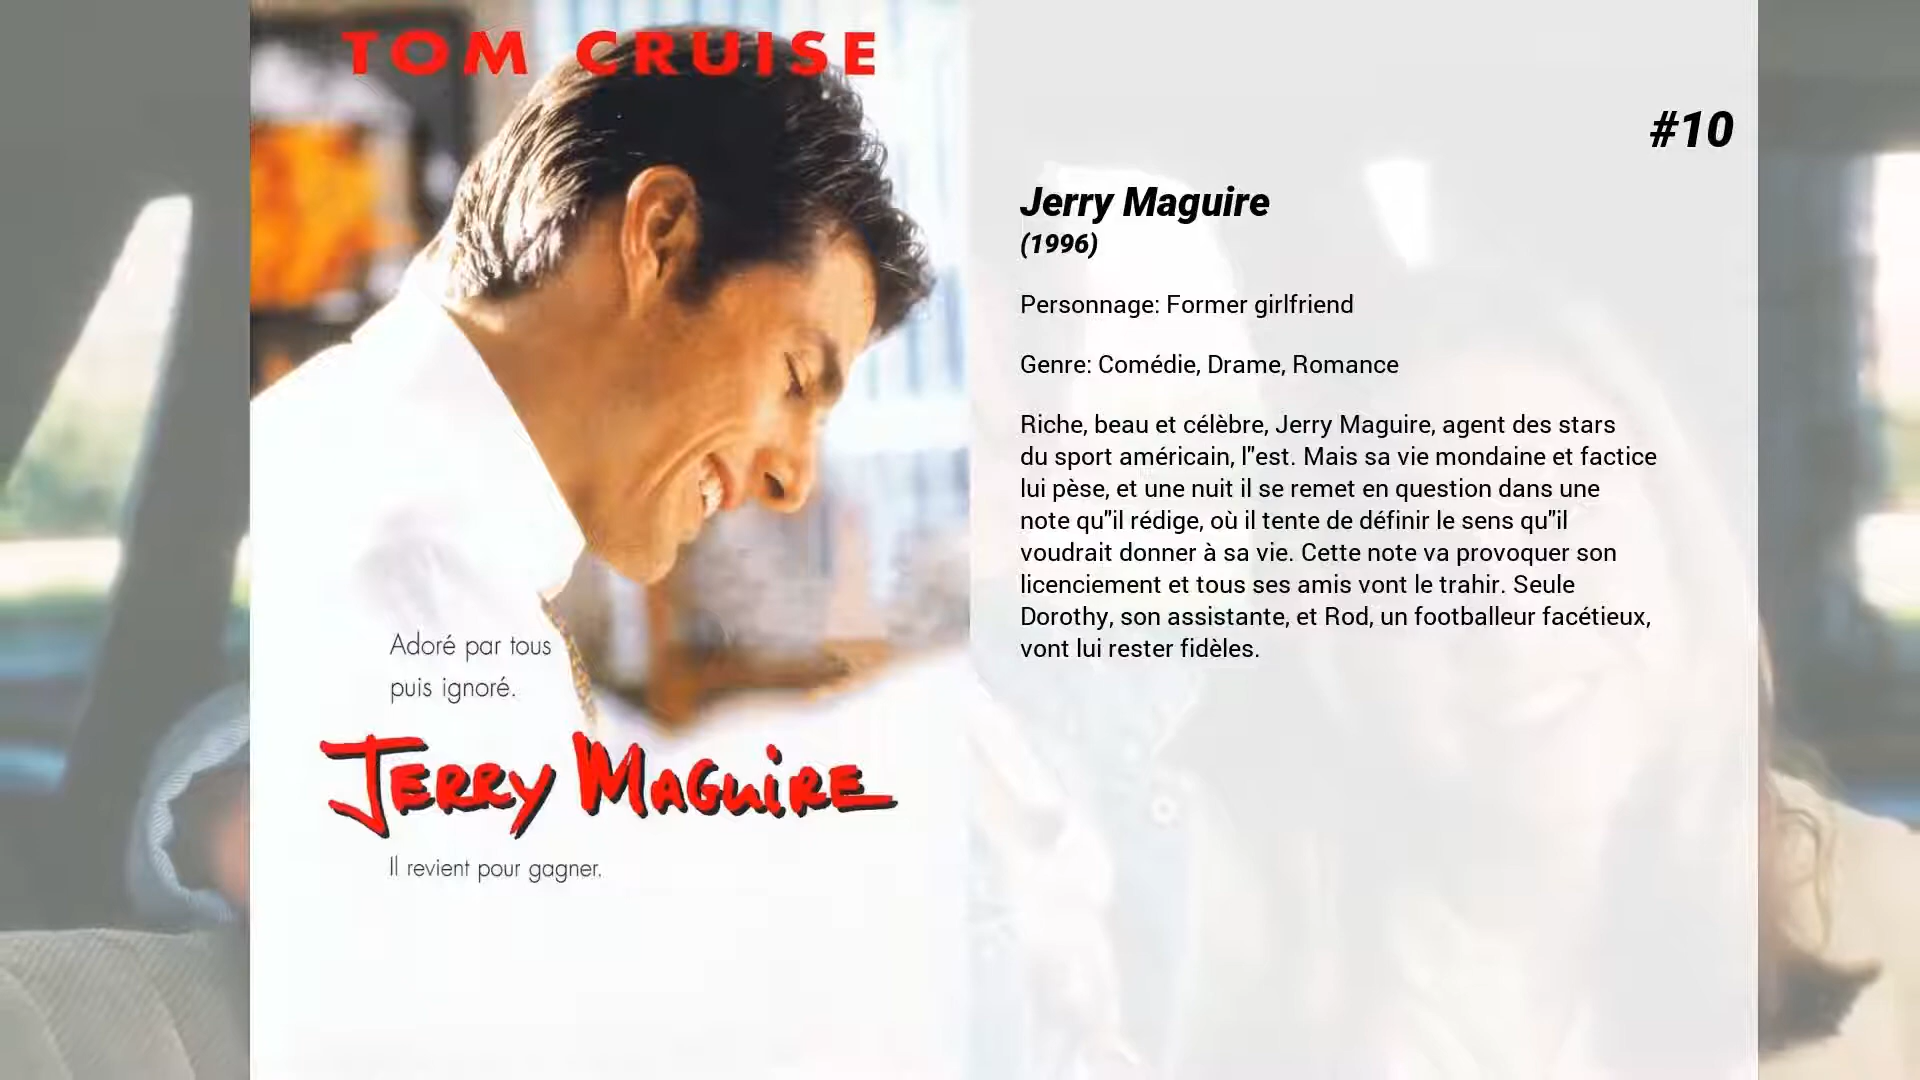 TOM CRUISE
Adoré par tous
puis ignoré.
JERRY MAGUIRE
Il revient pour gagner.
#10
Jerry Maguire
(1996)
Personnage: Former girlfriend
Genre: Comédie, Drame, Romance
Riche, beau et célèbre, Jerry Maguire, agent des stars
du sport américain, l"est. Mais sa vie mondaine et factice
lui pèse, et une nuit il se remet en question dans une
note qu"il rédige, où il tente de définir le sens qu"il
voudrait donner à sa vie. Cette note va provoquer son
licenciement et tous ses amis vont le trahir. Seule
Dorothy, son assistante, et Rod, un footballeur facétieux,
vont lui rester fidèles.